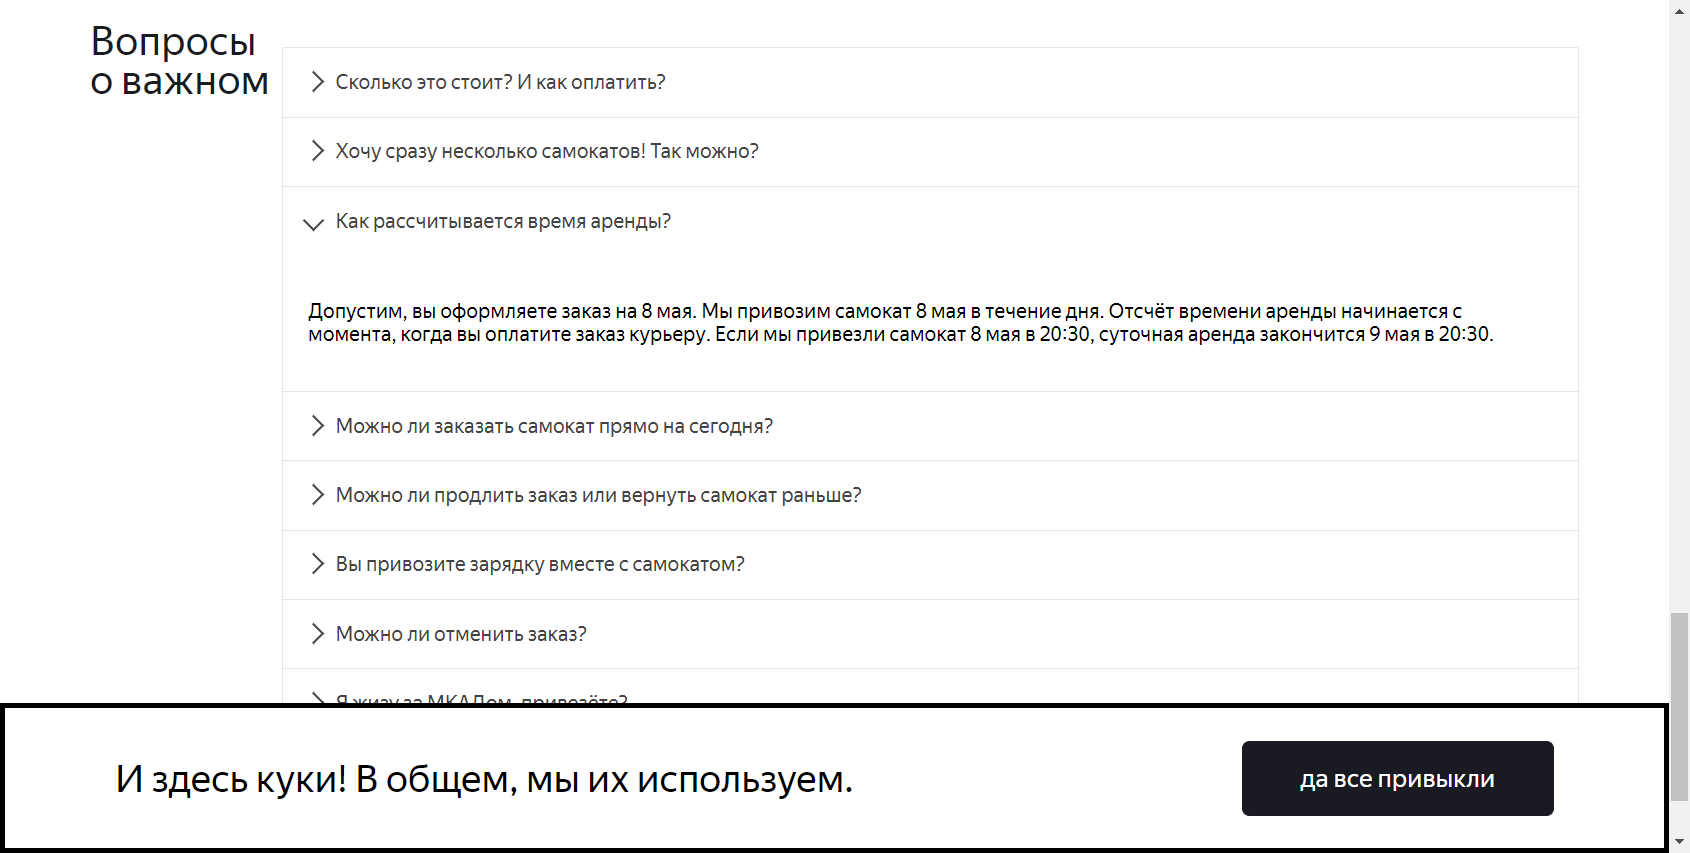 Вопросы
о важном
Сколько это стоит? И как оплатить?
Хочу сразу несколько самокатов! Так можно?
Как рассчитывается время аренды?
Допустим, вы оформляете заказ на 8 мая. Мы привозим самокат 8 мая в течение дня. Отсчёт времени аренды начинается с
момента, когда вы оплатите заказ курьеру. Если мы привезли самокат 8 мая в 20:30, суточная аренда закончится 9 мая в 20:30.
Можно ли заказать самокат прямо на сегодня?
Можно ли продлить заказ или вернуть самокат раньше?
Вы привозите зарядку вместе с самокатом?
Можно ли отменить заказ?
Я жизу за МКАДом, привезёте?
И здесь куки! В общем, мы их используем.
да все привыкли